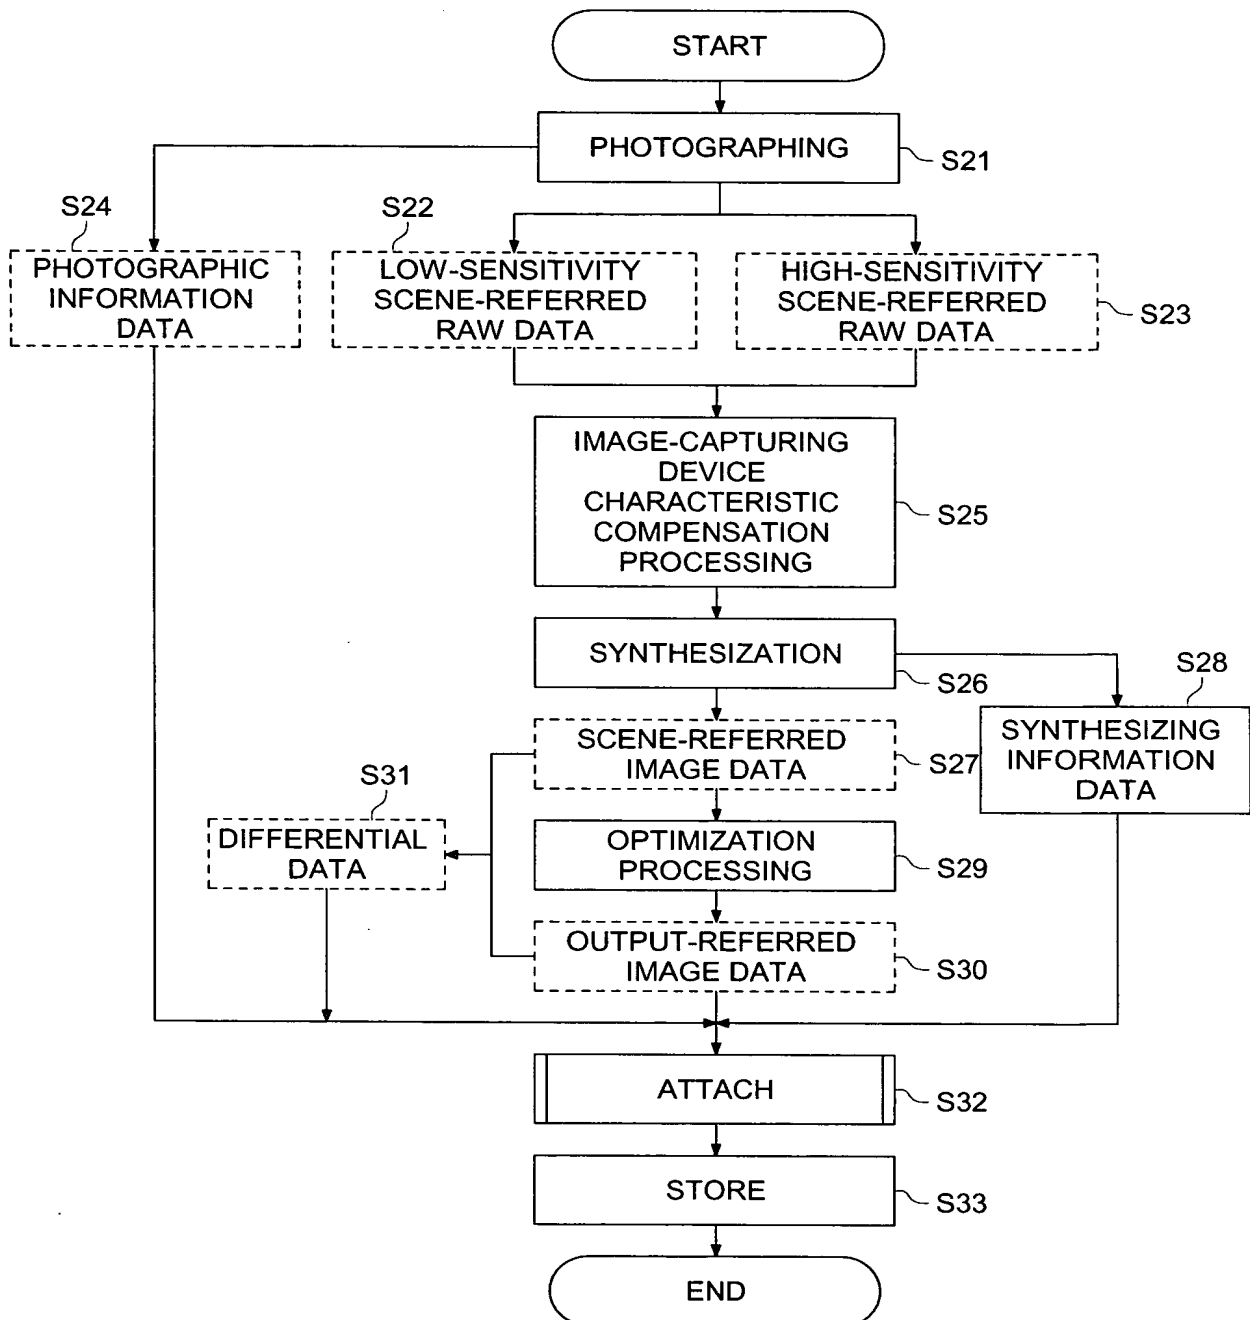 START
PHOTOGRAPHING
S21
S24
S22
PHOTOGRAPHIC
INFORMATION
DATA
LOW-SENSITIVITY
SCENE-REFERRED
RAW DATA
HIGH-SENSITIVITY
SCENE-REFERRED
RAW DATA
S23
IMAGE-CAPTURING
DEVICE
CHARACTERISTIC
COMPENSATION
PROCESSING
S25
SYNTHESIZATION
S26
S28
SYNTHESIZING
INFORMATION
DATA
SCENE-REFERRED
IMAGE DATA
S27
S31
DIFFERENTIAL
DATA
OPTIMIZATION
PROCESSING
S29
OUTPUT-REFERRED
IMAGE DATA
S30
ATTACH
S32
STORE
S33
END